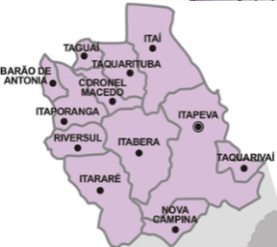 ITAÍ
TAGUAÍ
TAQUARITUBA
BARÃO DE
ANTONIA
CORONEL
MACEDO
ITAPORANGA
ITAPEVA
RIVERSUL
ITABERA
TAQUARIVAÍ
ITARARÉ
NOVA
CAMPINA